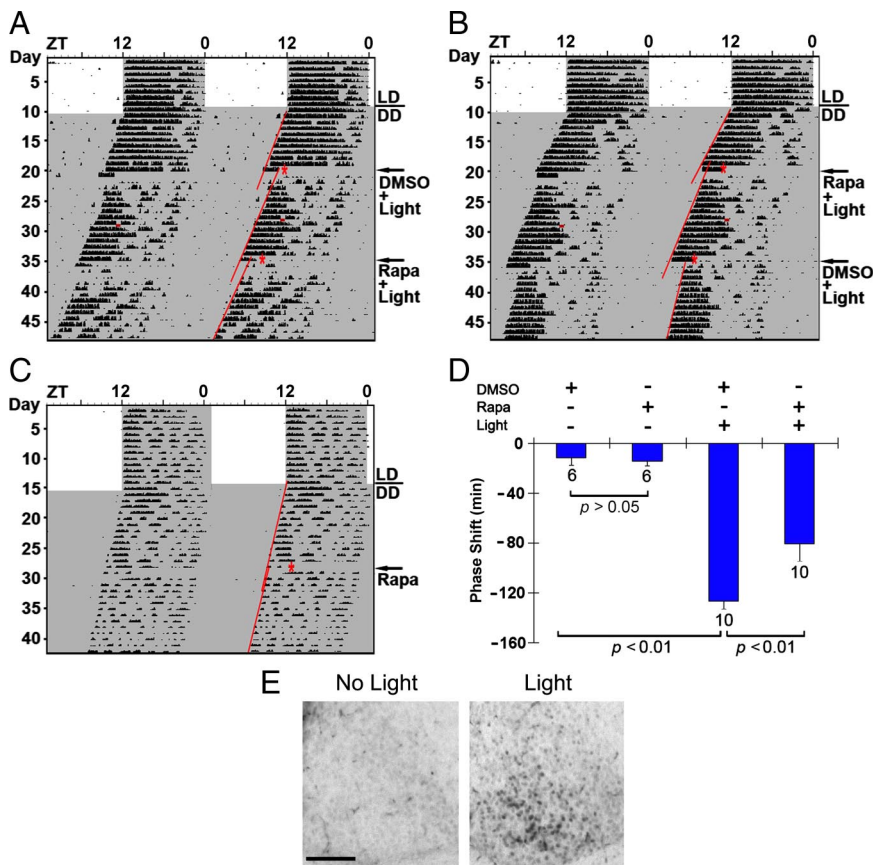 A
ZT 12 0 12 0
Day
5
10
15
20
25
30
35
40
45
LD
DD
DMSO
+
Light
Rapa
+
Light
B
ZT 12 0 12 0
Day
5
10
15
20
25
30
35
40
45
LD
DD
Rapa
+
Light
DMSO
+
Light
C
ZT 12 0 12 0
Day
5
10
15
20
25
30
35
40
LD
DD
Rapa
D
DMSO + - + -
Rapa - + - +
Light - - + +
Phase Shift (min)
0
-40
-80
-120
-160
6 6
p > 0.05
10
10
p < 0.01 p < 0.01
E
No Light Light